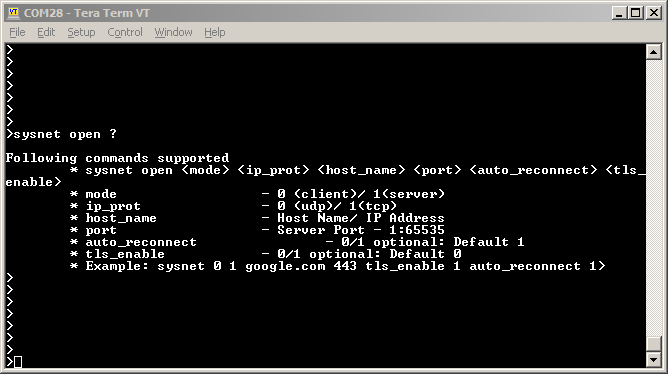 COM28 - Tera Term VT
File Edit Setup Control Window Help
>
>
>
>
>
>sysnet open ?
Following commands supported
* sysnet open <mode> <ip_prot> <host_name> <port> <auto_reconnect> <tls_
enable>
* mode - 0 (client)/ 1(server)
* ip_prot - 0 (udp)/ 1(tcp)
* host_name - Host Name/ IP Address
* port - Server Port - 1:65535
* auto_reconnect - 0/1 optional: Default 1
* tls_enable - 0/1 optional: Default 0
* Example: sysnet 0 1 google.com 443 tls_enable 1 auto_reconnect 1>
>
>
>
>
>
>